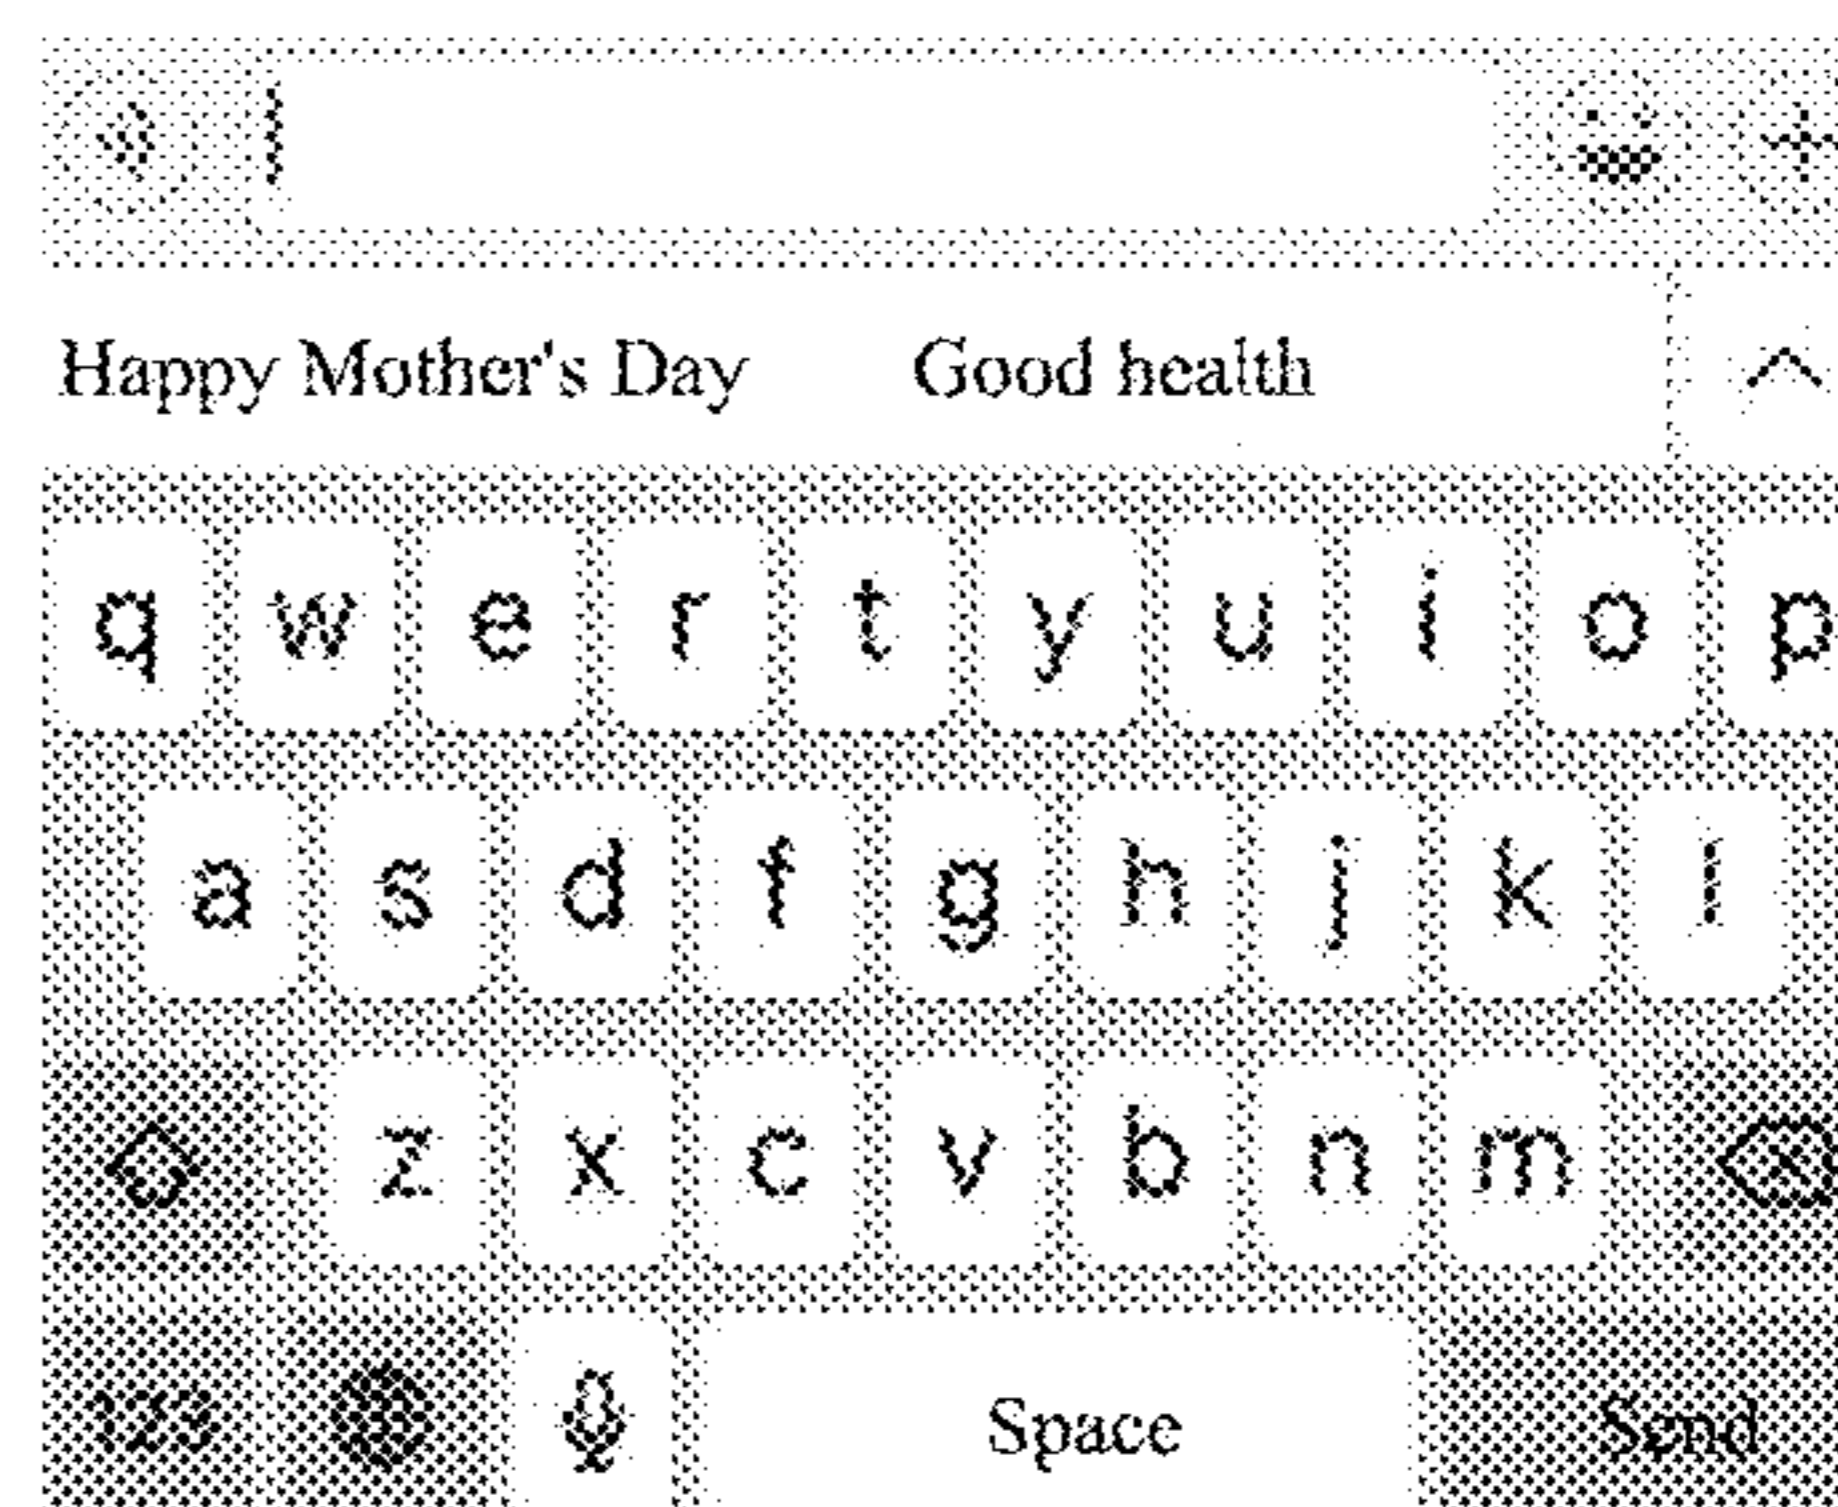 Happy Mother's Day Good health
q w e r t y u i o p
a s d f g h j k l
z x c v b n m
123 Space Send